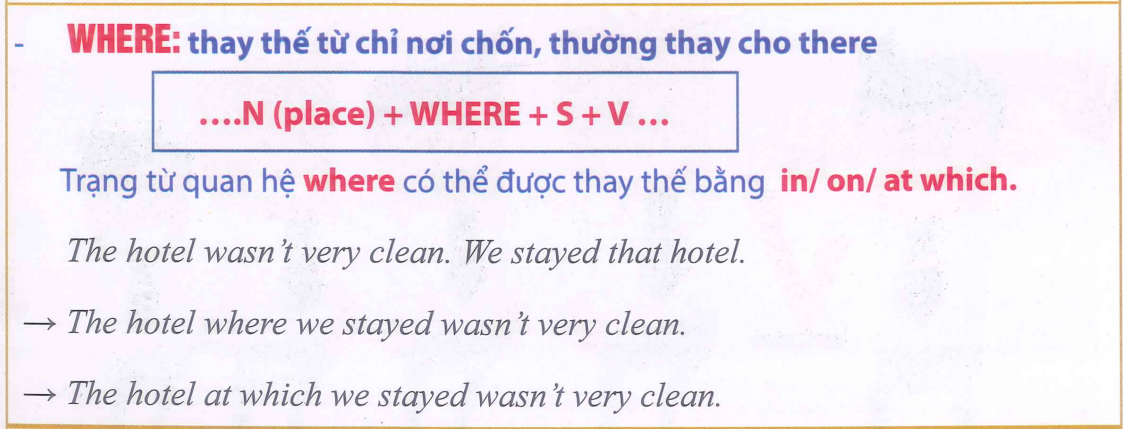 - WHERE: thay thế từ chỉ nơi chốn, thường thay cho there
....N (place) + WHERE + S + V ...
Trạng từ quan hệ where có thể được thay thế bằng in/ on/ at which.
The hotel wasn't very clean. We stayed that hotel.
→ The hotel where we stayed wasn't very clean.
→ The hotel at which we stayed wasn't very clean.